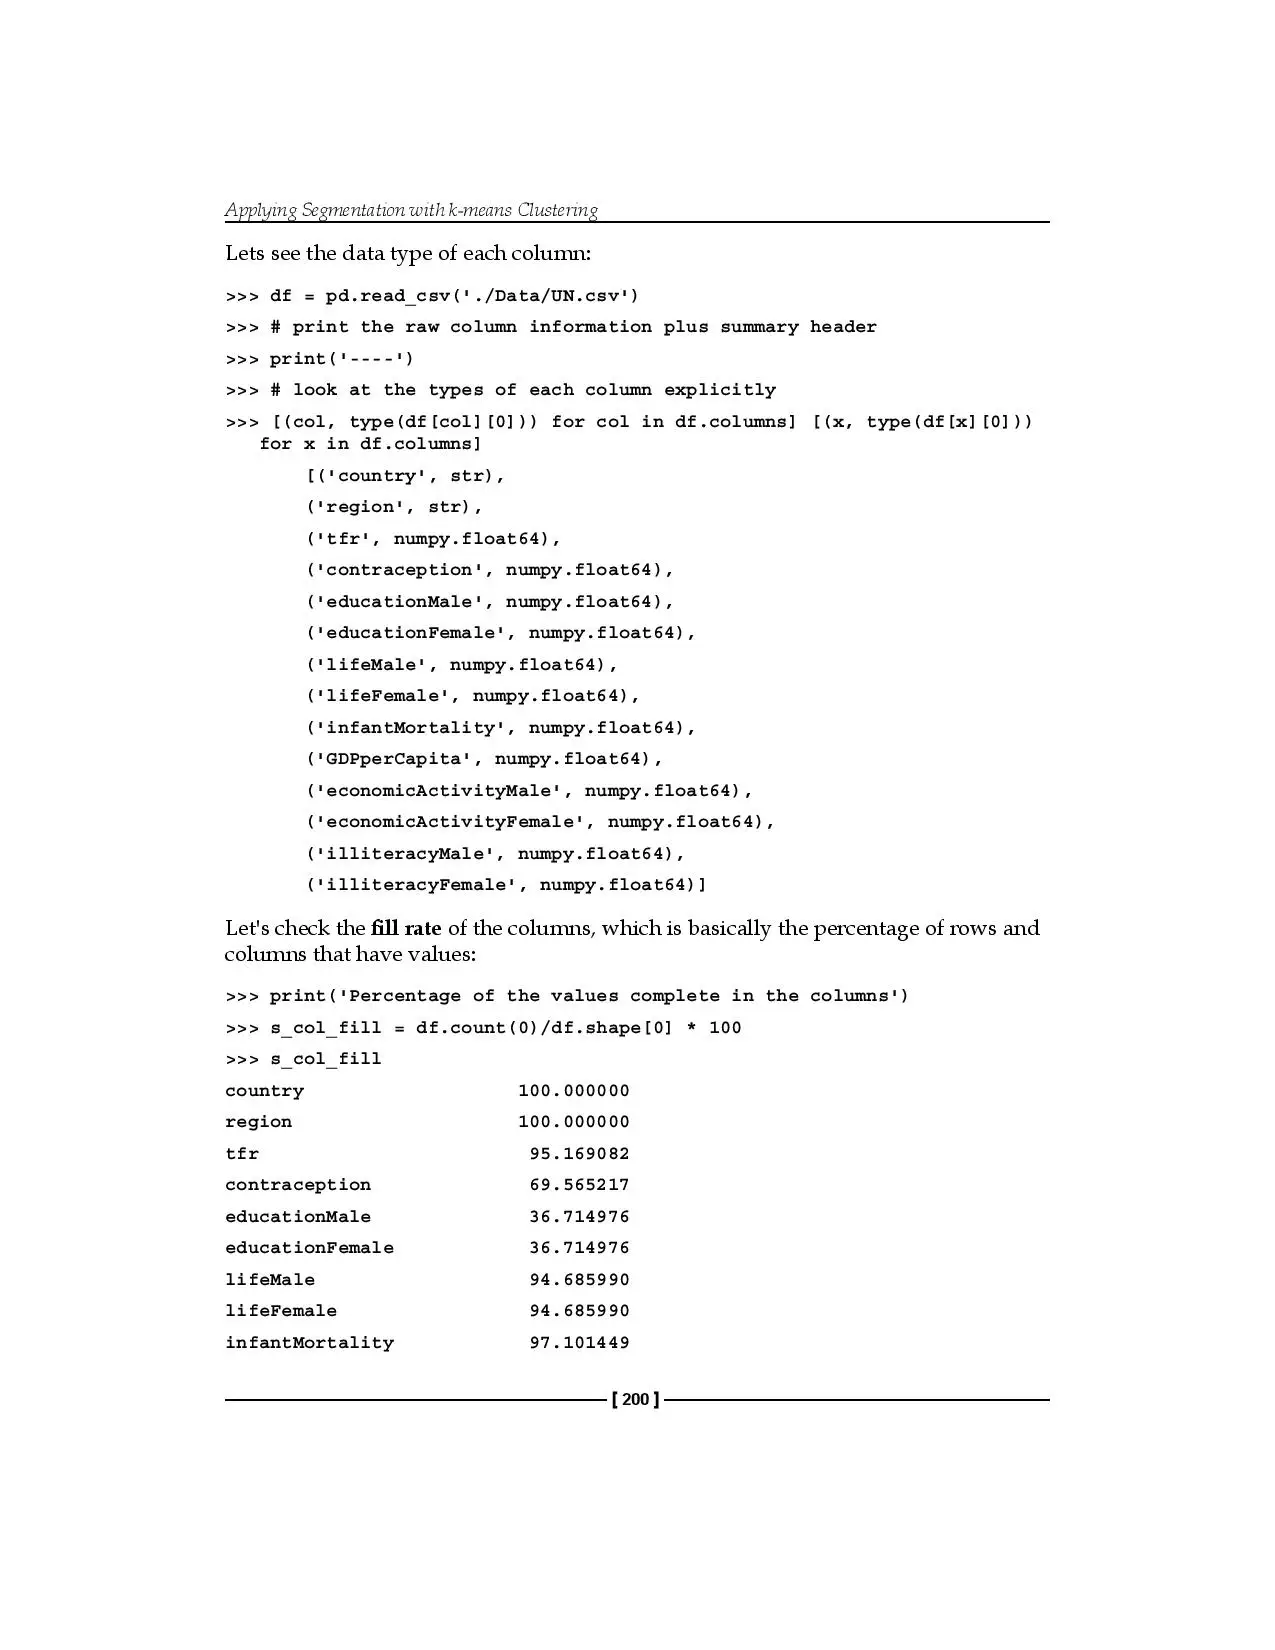 Applying Segmentation with k-means Clustering
Lets see the data type of each column:
>>> df = pd.read_csv('./Data/UN.csv')
>>> # print the raw column information plus summary header
>>> print('----')
>>> # look at the types of each column explicitly
>>> [(col, type(df[col][0])) for col in df.columns] [(x, type(df[x][0]))
for x in df.columns]
[('country', str),
('region', str),
('tfr', numpy.float64),
('contraception', numpy.float64),
('educationMale', numpy.float64),
('educationFemale', numpy.float64),
('lifeMale', numpy.float64),
('lifeFemale', numpy.float64),
('infantMortality', numpy.float64),
('GDPperCapita', numpy.float64),
('economicActivityMale', numpy.float64),
('economicActivityFemale', numpy.float64),
('illiteracyMale', numpy.float64),
('illiteracyFemale', numpy.float64)]
Let's check the fill rate of the columns, which is basically the percentage of rows and
columns that have values:
>>> print('Percentage of the values complete in the columns')
>>> s_col_fill = df.count(0)/df.shape[0] * 100
>>> s_col_fill
country 100.000000
region 100.000000
tfr 95.169082
contraception 69.565217
educationMale 36.714976
educationFemale 36.714976
lifeMale 94.685990
lifeFemale 94.685990
infantMortality 97.101449
[ 200 ]